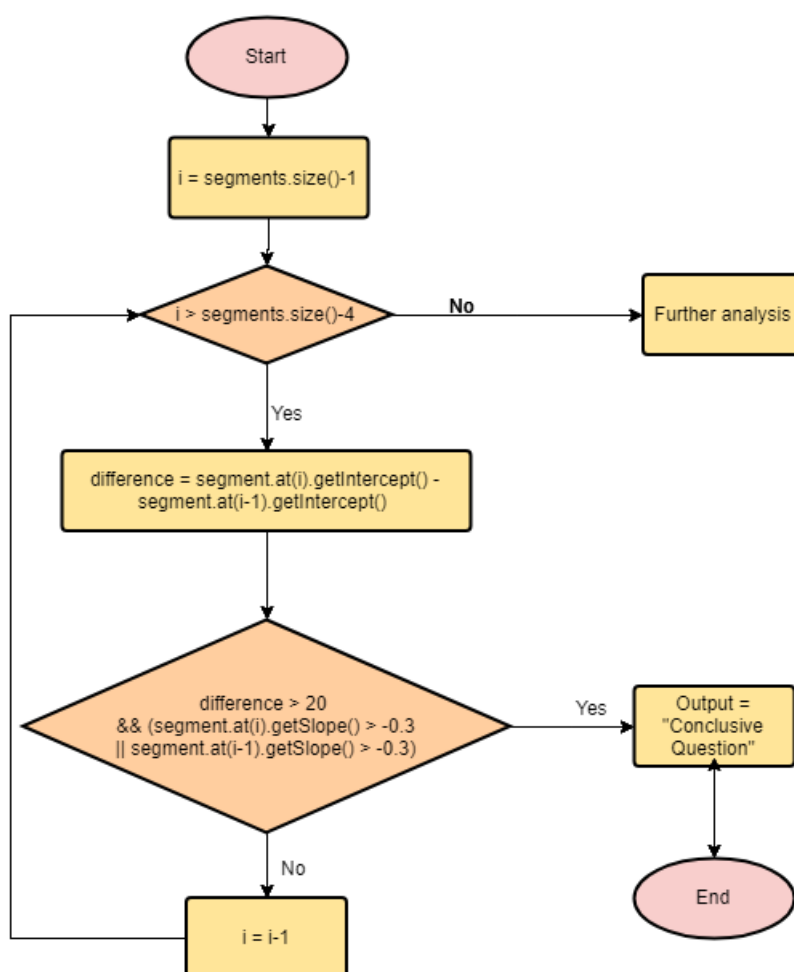 Start
i = segments.size()-1
i > segments.size()-4
No
Further analysis
Yes
difference = segment.at(i).getIntercept() -
segment.at(i-1).getIntercept()
difference > 20
&& (segment.at(i).getSlope() > -0.3
|| segment.at(i-1).getSlope() > -0.3)
Yes
Output =
"Conclusive
Question"
No
i = i-1
End